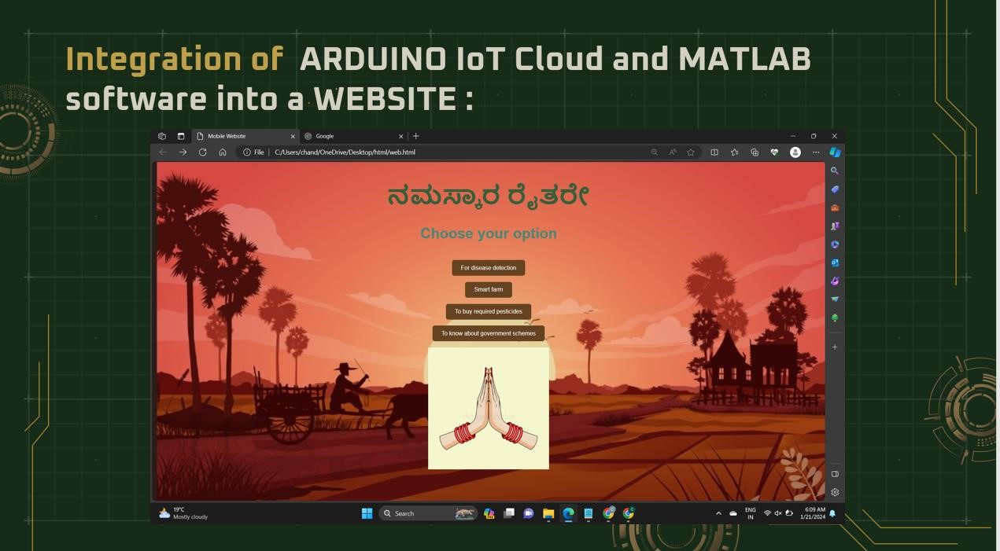 Integration of ARDUINO IoT Cloud and MATLAB
software into a WEBSITE :
Mobile Website
Google
File
C:/Users/chand/OneDrive/Desktop/html/web.html
ನಮಸ್ಕಾರ ರೈತರೇ
Choose your option
For disease detection
Smart farm
To buy required pesticides
To know about government schemes
19°C
Mostly cloudy
Search
ENG
IN
6:09 AM
1/21/2024